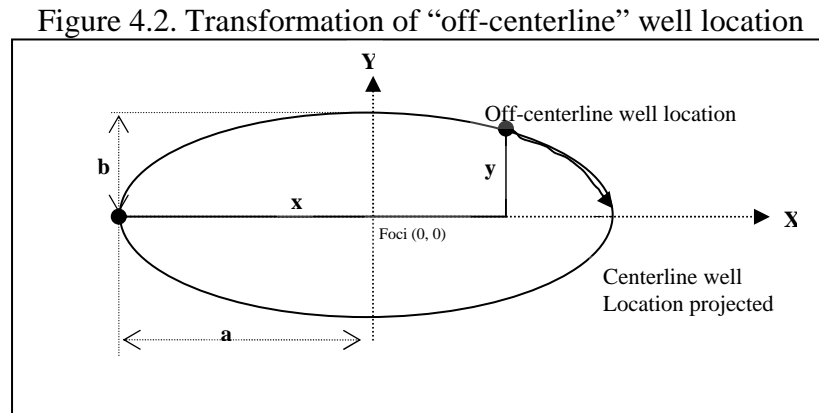 Figure 4.2. Transformation of “off-centerline” well location
Y
Off-centerline well location
b
y
x
X
Foci (0, 0)
Centerline well
Location projected
a